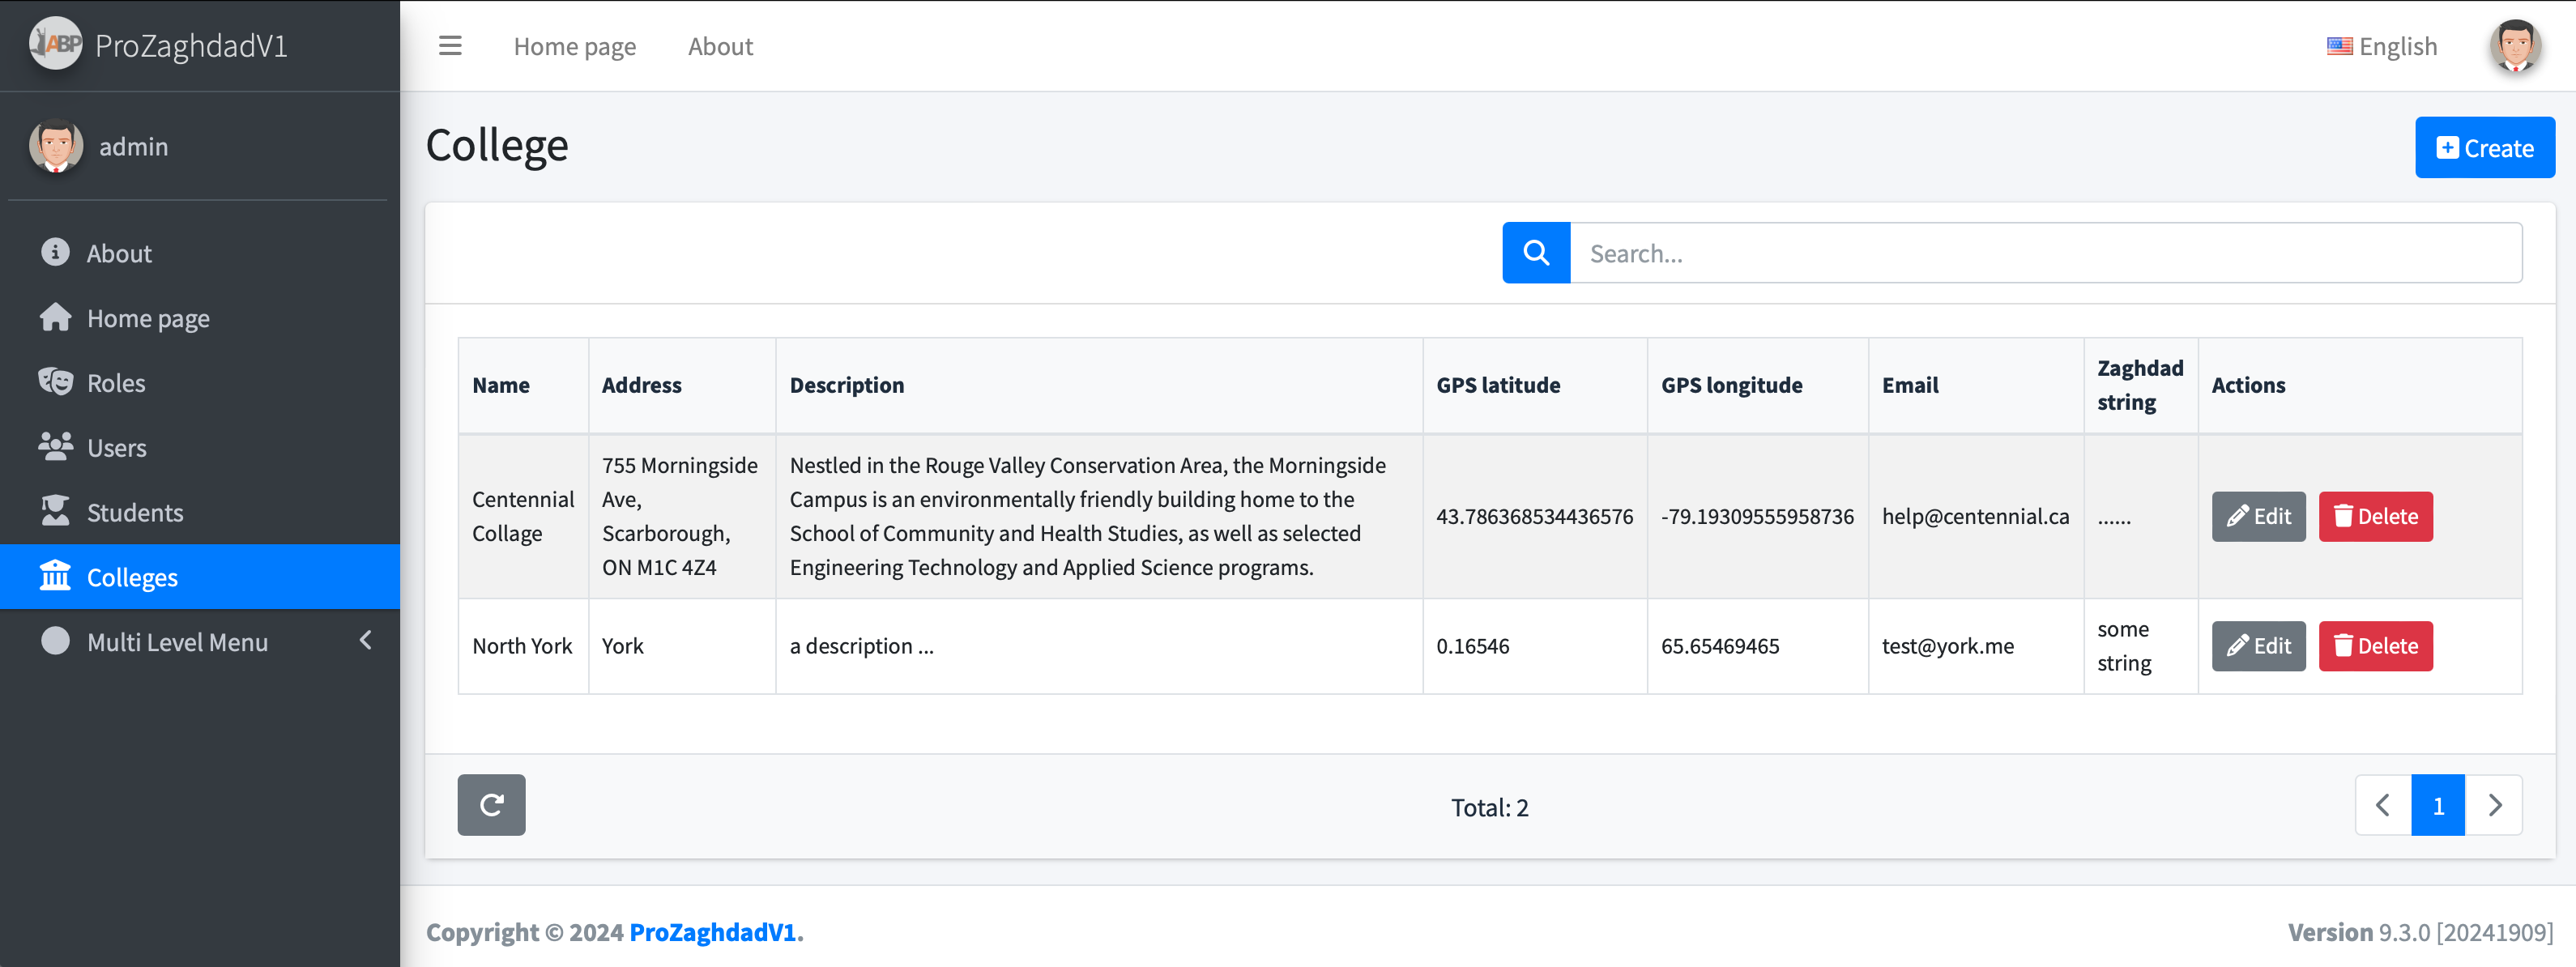 ABP ProZaghdadV1
Home page About English
admin
College
Create
About
Home page
Roles
Users
Students
Colleges
Multi Level Menu
Search...
Name Address Description GPS latitude GPS longitude Email Zaghdad string Actions
Centennial Collage
755 Morningside Ave, Scarborough, ON M1C 4Z4
Nestled in the Rouge Valley Conservation Area, the Morningside
Campus is an environmentally friendly building home to the
School of Community and Health Studies, as well as selected
Engineering Technology and Applied Science programs.
43.786368534436576 -79.19309555958736 help@centennial.ca ...... Edit Delete
North York York a description ... 0.16546 65.65469465 test@york.me some string Edit Delete
Total: 2
1
Copyright © 2024 ProZaghdadV1.
Version 9.3.0 [20241909]